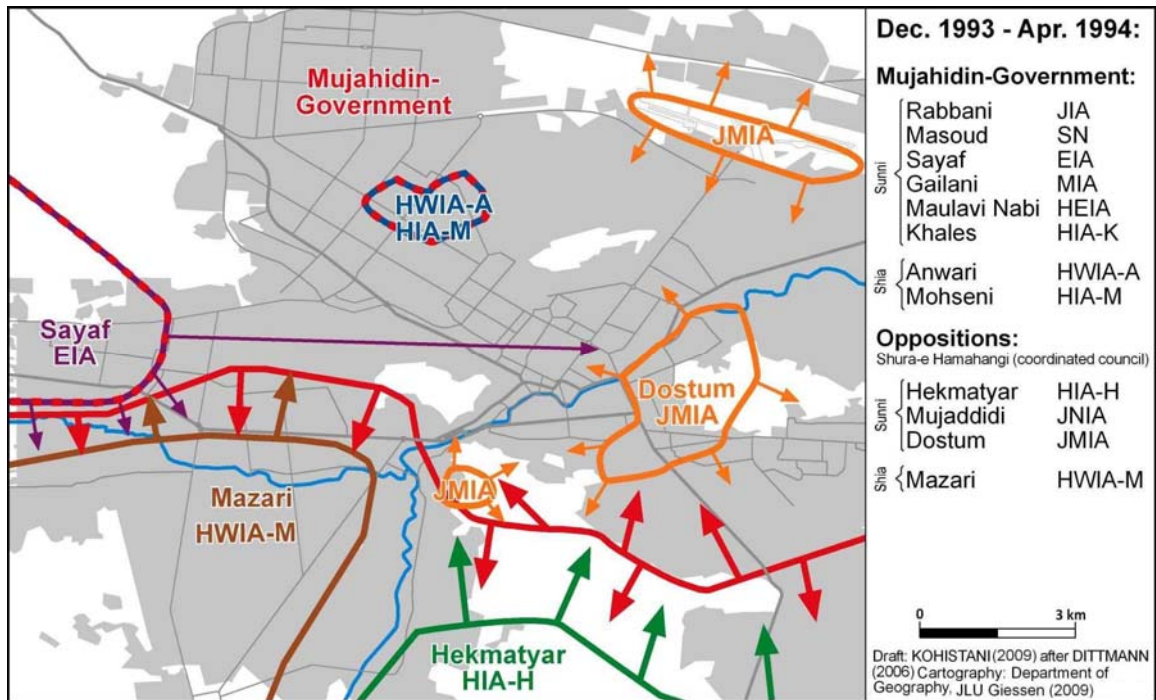 Mujahidin-
Government
JMIA
HWIA-A
HIA-M
Sayaf
EIA
Dostum
JMIA
JMIA
Mazari
HWIA-M
Hekmatyar
HIA-H
Dec. 1993 - Apr. 1994:
Mujahidin-Government:
Sunni
Rabbani JIA
Masoud SN
Sayaf EIA
Gailani MIA
Maulavi Nabi HEIA
Khales HIA-K
Shia
Anwari HWIA-A
Mohseni HIA-M
Oppositions:
Shura-e Hamahangi (coordinated council)
Sunni
Hekmatyar HIA-H
Mujaddidi JNIA
Dostum JMIA
Shia
Mazari HWIA-M
0 3 km
Draft: KOHISTANI (2009) after DITTMANN
(2006) Cartography: Department of
Geography, JLU Giessen (2009)